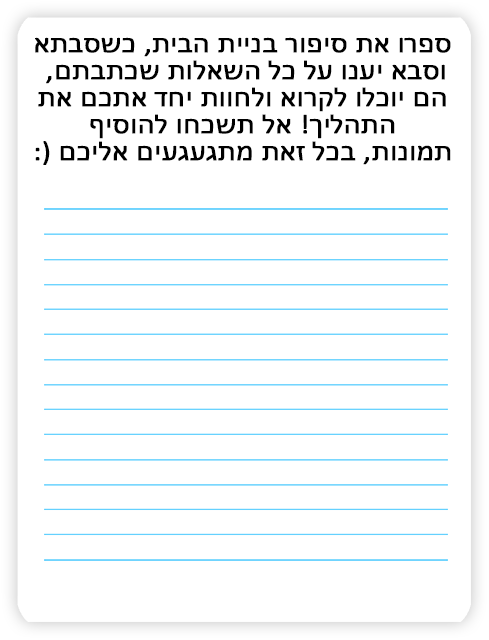 ספרו את סיפור בניית הבית, כשסבתא
וסבא יענו על כל השאלות שכתבתם,
הם יוכלו לקרוא ולחוות יחד אתכם את
התהליך! אל תשכחו להוסיף
תמונות, בכל זאת מתגעגעים אליכם (: